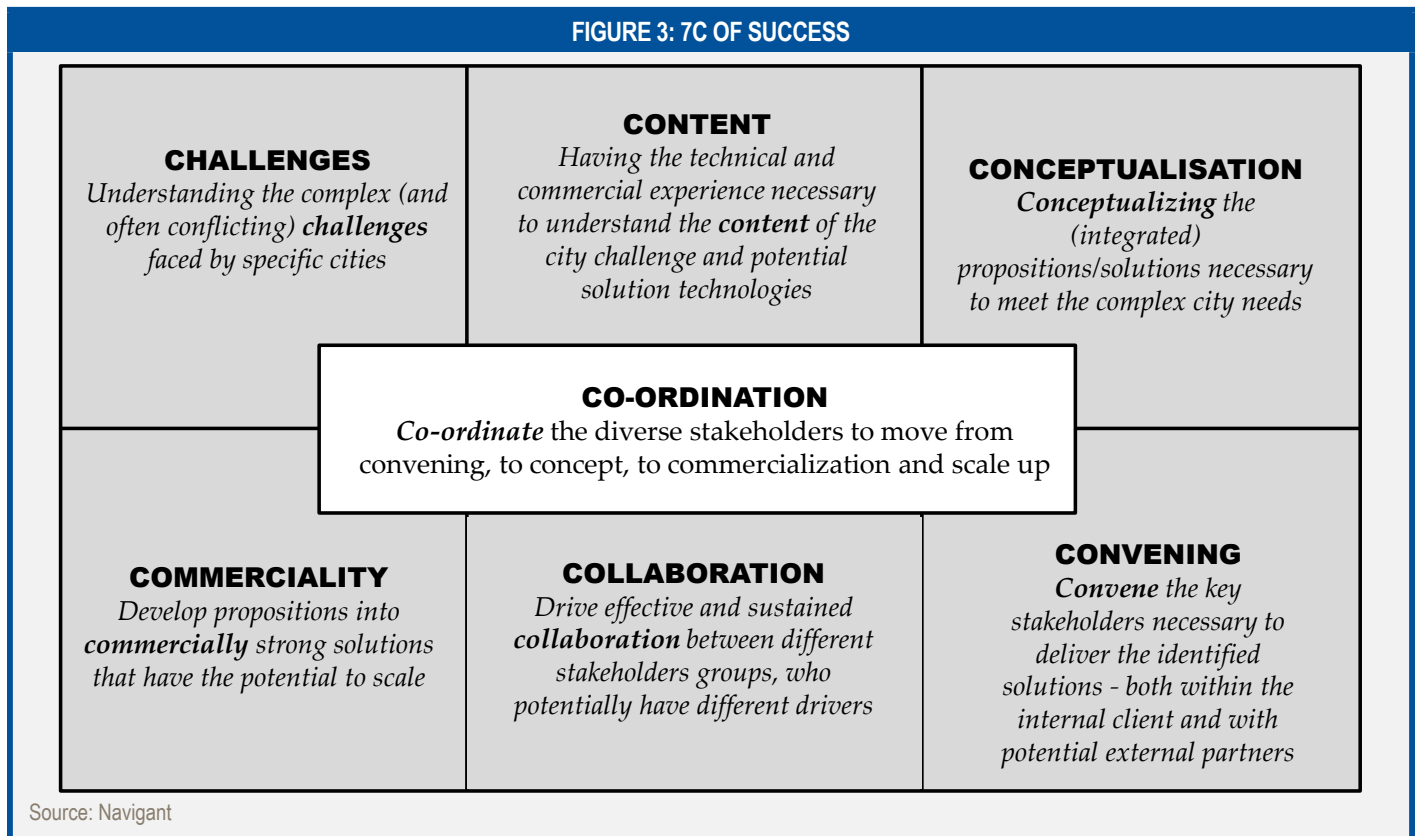 FIGURE 3: 7C OF SUCCESS
CHALLENGES
Understanding the complex (and
often conflicting) challenges
faced by specific cities
CONTENT
Having the technical and
commercial experience necessary
to understand the content of the
city challenge and potential
solution technologies
CONCEPTUALISATION
Conceptualizing the
(integrated)
propositions/solutions necessary
to meet the complex city needs
CO-ORDINATION
Co-ordinate the diverse stakeholders to move from
convening, to concept, to commercialization and scale up
COMMERCIALITY
Develop propositions into
commercially strong solutions
that have the potential to scale
COLLABORATION
Drive effective and sustained
collaboration between different
stakeholders groups, who
potentially have different drivers
CONVENING
Convene the key
stakeholders necessary to
deliver the identified
solutions - both within the
internal client and with
potential external partners
Source: Navigant